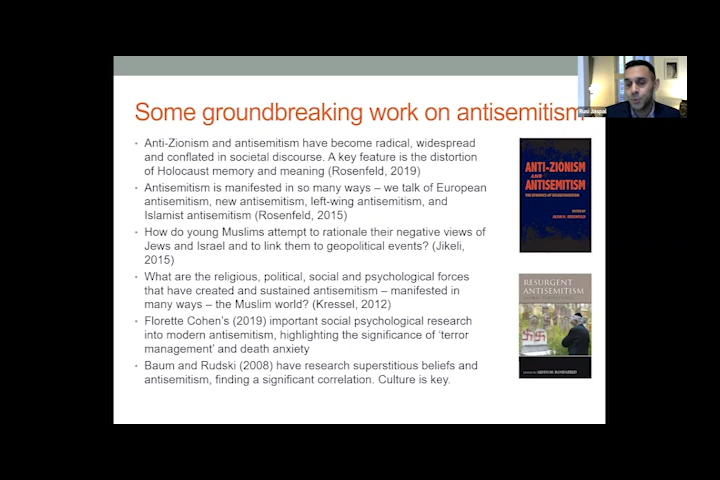 Some groundbreaking work on antisemitism
Rusi Jaspal
• Anti-Zionism and antisemitism have become radical, widespread
and conflated in societal discourse. A key feature is the distortion
of Holocaust memory and meaning (Rosenfeld, 2019)
• Antisemitism is manifested in so many ways – we talk of European
antisemitism, new antisemitism, left-wing antisemitism, and
Islamist antisemitism (Rosenfeld, 2015)
• How do young Muslims attempt to rationale their negative views of
Jews and Israel and to link them to geopolitical events? (Jikeli,
2015)
• What are the religious, political, social and psychological forces
that have created and sustained antisemitism – manifested in
many ways – the Muslim world? (Kressel, 2012)
• Florette Cohen's (2019) important social psychological research
into modern antisemitism, highlighting the significance of 'terror
management' and death anxiety
• Baum and Rudski (2008) have research superstitious beliefs and
antisemitism, finding a significant correlation. Culture is key.
ANTI-ZIONISM
AND
ANTISEMITISM
THE DYNAMICS OF DELEGITIMIZATION
EDITED BY
ALVIN H. ROSENFELD
RESURGENT
ANTISEMITISM
ALVIN H. ROSENFELD